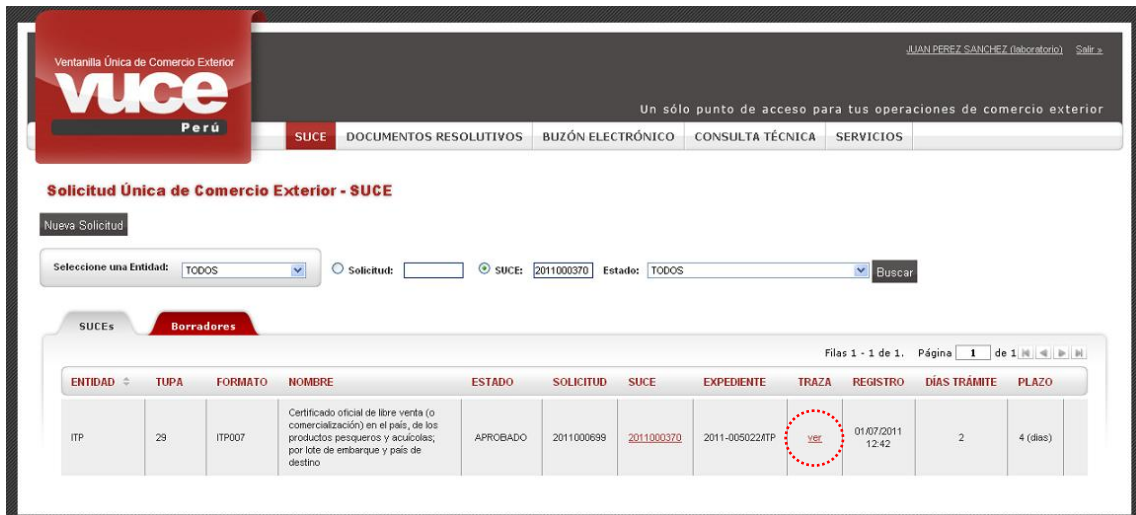 JUAN PEREZ SANCHEZ (laboratorio) Salir »
Ventanilla Única de Comercio Exterior
vuce
Perú
Un sólo punto de acceso para tus operaciones de comercio exterior
SUCE DOCUMENTOS RESOLUTIVOS BUZÓN ELECTRÓNICO CONSULTA TÉCNICA SERVICIOS
Solicitud Única de Comercio Exterior - SUCE
Nueva Solicitud
Seleccione una Entidad: TODOS Solicitud: SUCE: 2011000370 Estado: TODOS Buscar
SUCEs Borradores
Filas 1 - 1 de 1. Página 1 de 1
ENTIDAD TUPA FORMATO NOMBRE ESTADO SOLICITUD SUCE EXPEDIENTE TRAZA REGISTRO DÍAS TRÁMITE PLAZO
Certificado oficial de libre venta (o
comercialización) en el país, de los
ITP 29 ITP007 productos pesqueros y acuícolas; APROBADO 2011000699 2011000370 2011-005022/ITP ver 01/07/2011 12:42 2 4 (dias)
por lote de embarque y país de
destino